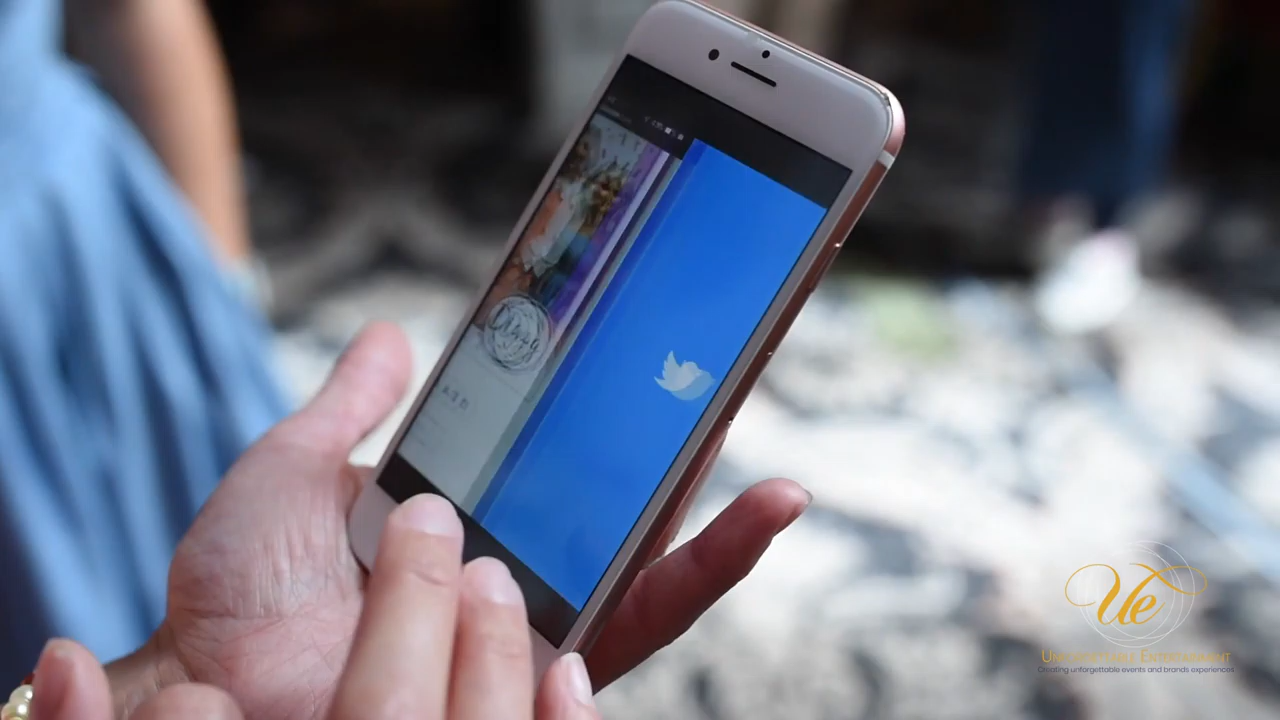 Ue
Unforgettable Entertainment
Creating unforgettable events and brands experiences